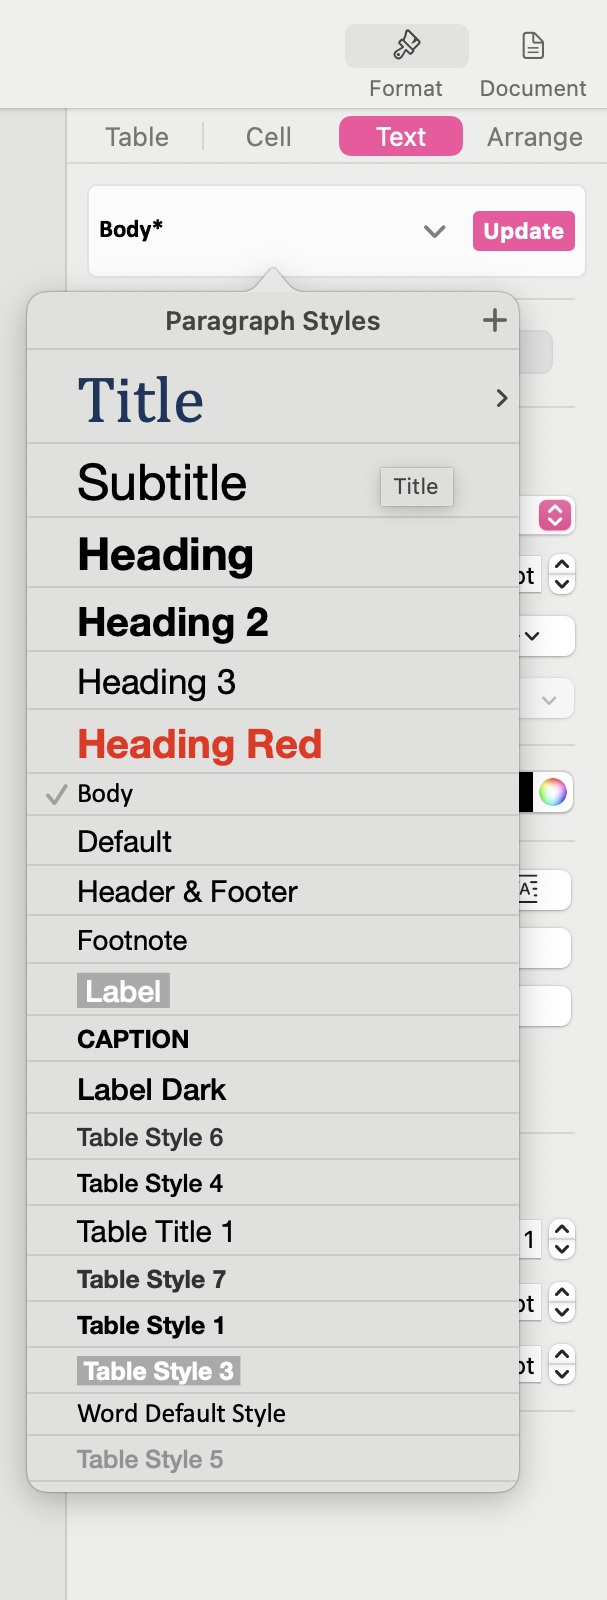 Format Document
Table Cell Text Arrange
Body* Update
Paragraph Styles
Title
Subtitle
Title
Heading
Heading 2
Heading 3
Heading Red
Body
Default
Header & Footer
Footnote
Label
CAPTION
Label Dark
Table Style 6
Table Style 4
Table Title 1
1
Table Style 7
Table Style 1
Table Style 3
Word Default Style
Table Style 5